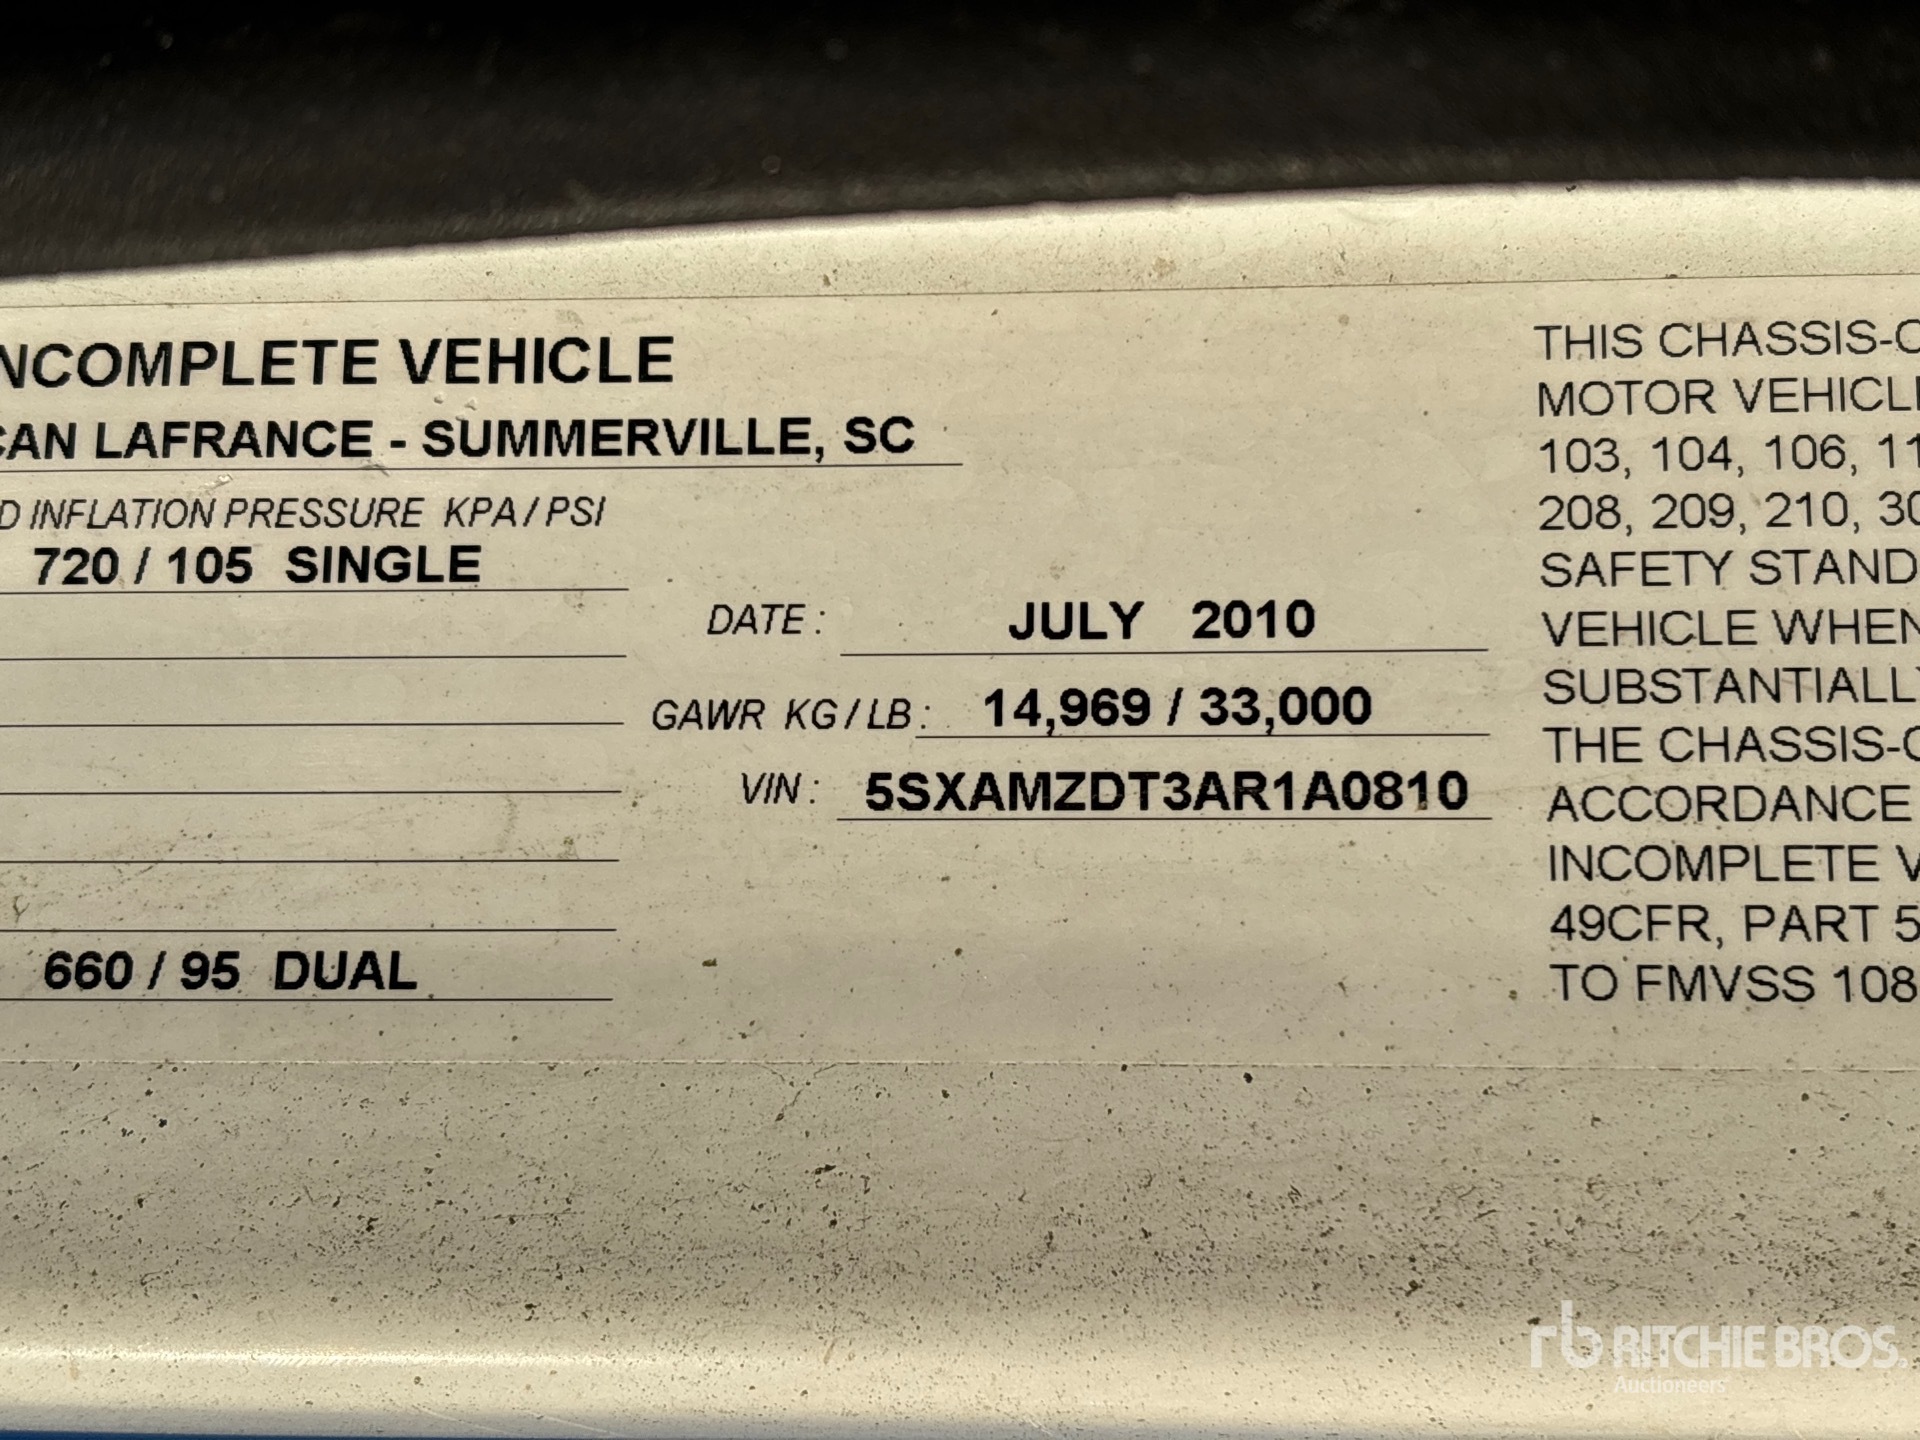 NCOMPLETE VEHICLE
CAN LAFRANCE - SUMMERVILLE, SC
D INFLATION PRESSURE KPA / PSI
720 / 105 SINGLE
660 / 95 DUAL
DATE : JULY 2010
GAWR KG / LB : 14,969 / 33,000
VIN : 5SXAMZDT3AR1A0810
THIS CHASSIS-C
MOTOR VEHICL
103, 104, 106, 11
208, 209, 210, 30
SAFETY STAND
VEHICLE WHEN
SUBSTANTIALLY
THE CHASSIS-C
ACCORDANCE
INCOMPLETE V
49CFR, PART 5
TO FMVSS 108
rb RITCHIE BROS.
Auctioneers